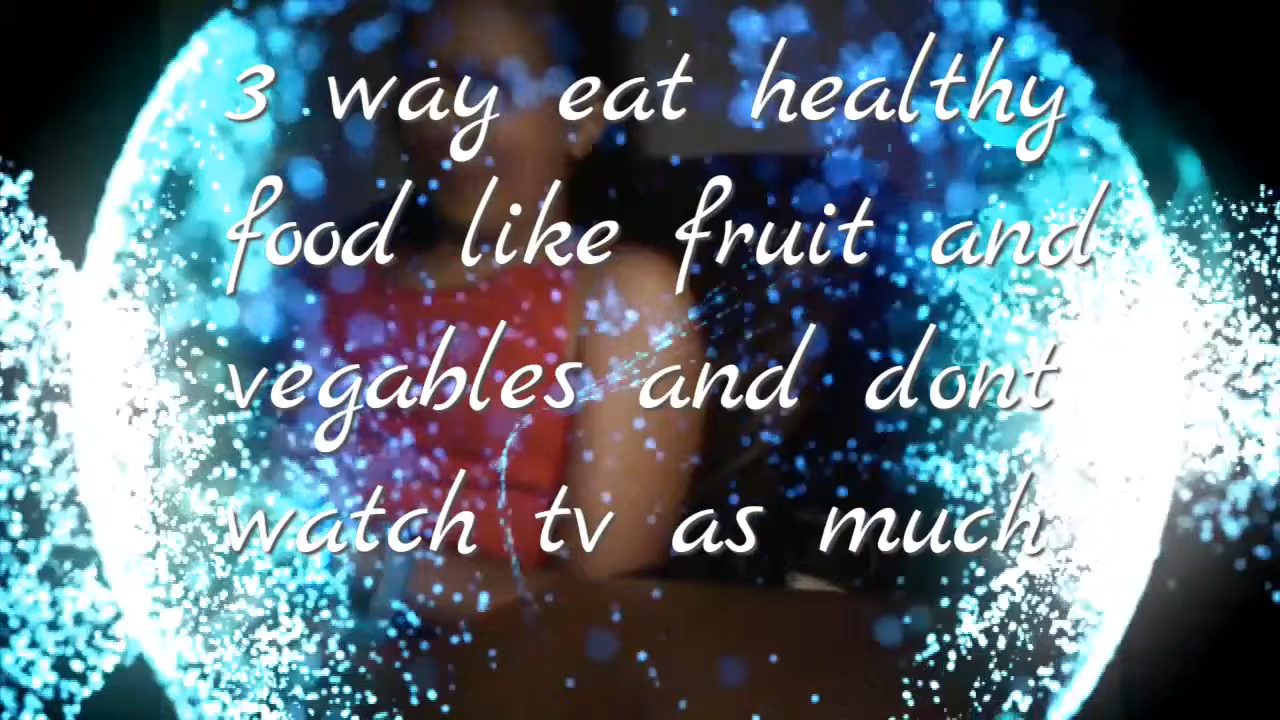 3 way eat healthy
food like fruit and
vegables and dont
watch tv as much